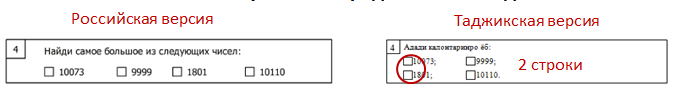 Российская версия
Таджикская версия
4 Найди самое большое из следующих чисел:
☐ 10073 ☐ 9999 ☐ 1801 ☐ 10110
4 Адади калонтаринро ёб:
☐10073; ☐9999;
☐1801; ☐10110.
2 строки